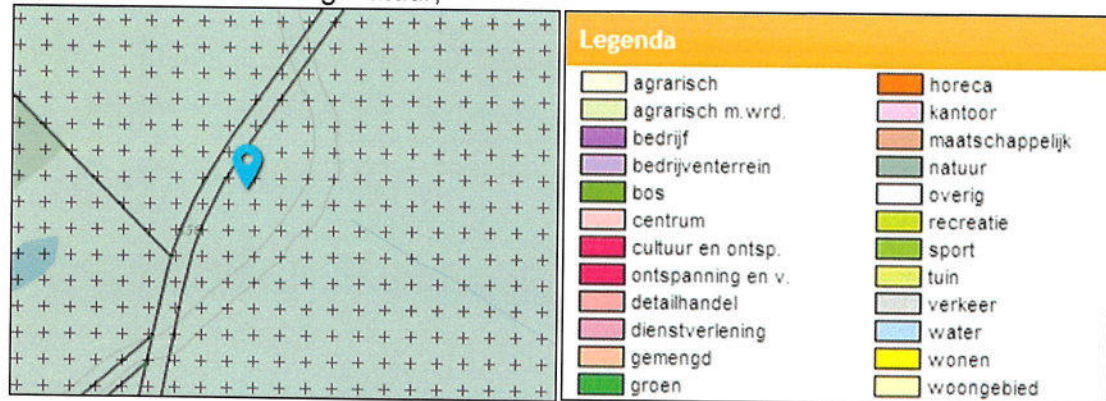 Legenda
agrarisch
agrarisch m.wrd.
bedrijf
bedrijventerrein
bos
centrum
cultuur en ontsp.
ontspanning en v.
detailhandel
dienstverlening
gemengd
groen
horeca
kantoor
maatschappelijk
natuur
overig
recreatie
sport
tuin
verkeer
water
wonen
woongebied